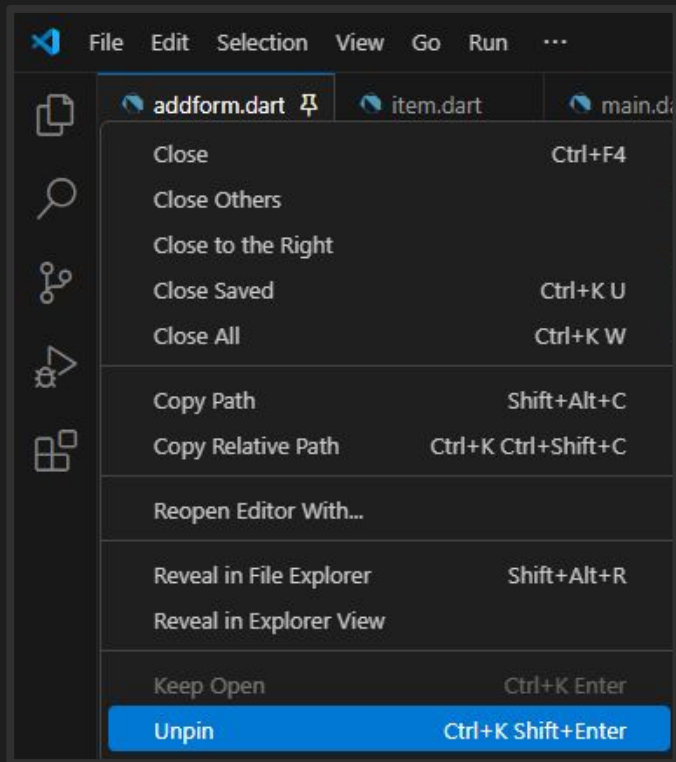 File Edit Selection View Go Run ···
addform.dart item.dart main.da
Close Ctrl+F4
Close Others
Close to the Right
Close Saved Ctrl+K U
Close All Ctrl+K W
Copy Path Shift+Alt+C
Copy Relative Path Ctrl+K Ctrl+Shift+C
Reopen Editor With...
Reveal in File Explorer Shift+Alt+R
Reveal in Explorer View
Keep Open Ctrl+K Enter
Unpin Ctrl+K Shift+Enter